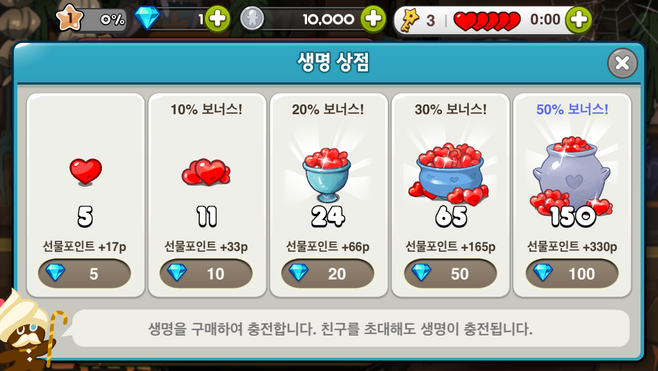 1 0% 1 10,000 3 0:00
생명 상점
10% 보너스! 20% 보너스! 30% 보너스! 50% 보너스!
5 11 24 65 150
선물포인트 +17p 선물포인트 +33p 선물포인트 +66p 선물포인트 +165p 선물포인트 +330p
5 10 20 50 100
생명을 구매하여 충전합니다. 친구를 초대해도 생명이 충전됩니다.